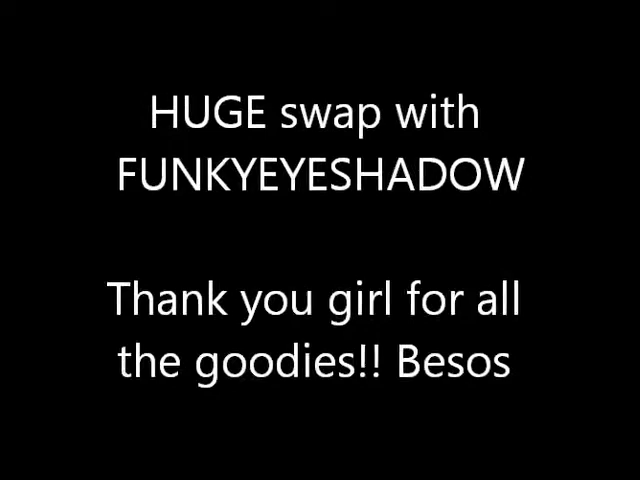 HUGE swap with
FUNKYEYESHADOW
Thank you girl for all
the goodies!! Besos